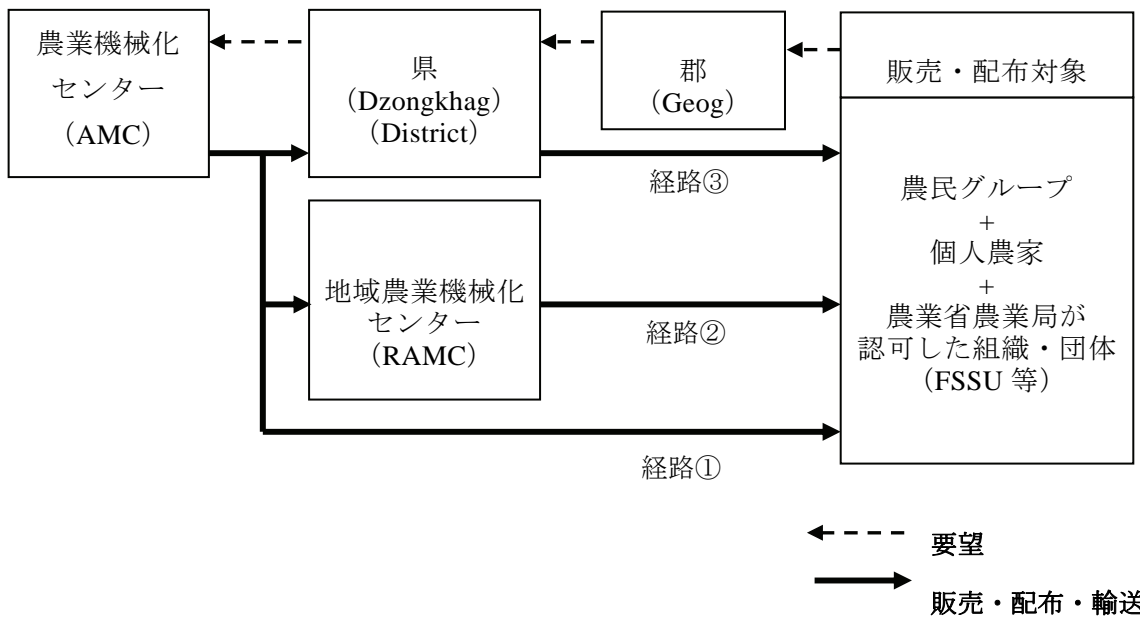 農業機械化
センター
（AMC）
県
（Dzongkhag）
（District）
郡
（Geog）
販売・配布対象
経路③
農民グループ
+
個人農家
+
農業省農業局が
認可した組織・団体
（FSSU 等）
地域農業機械化
センター
（RAMC）
経路②
経路①
要望
販売・配布・輸送